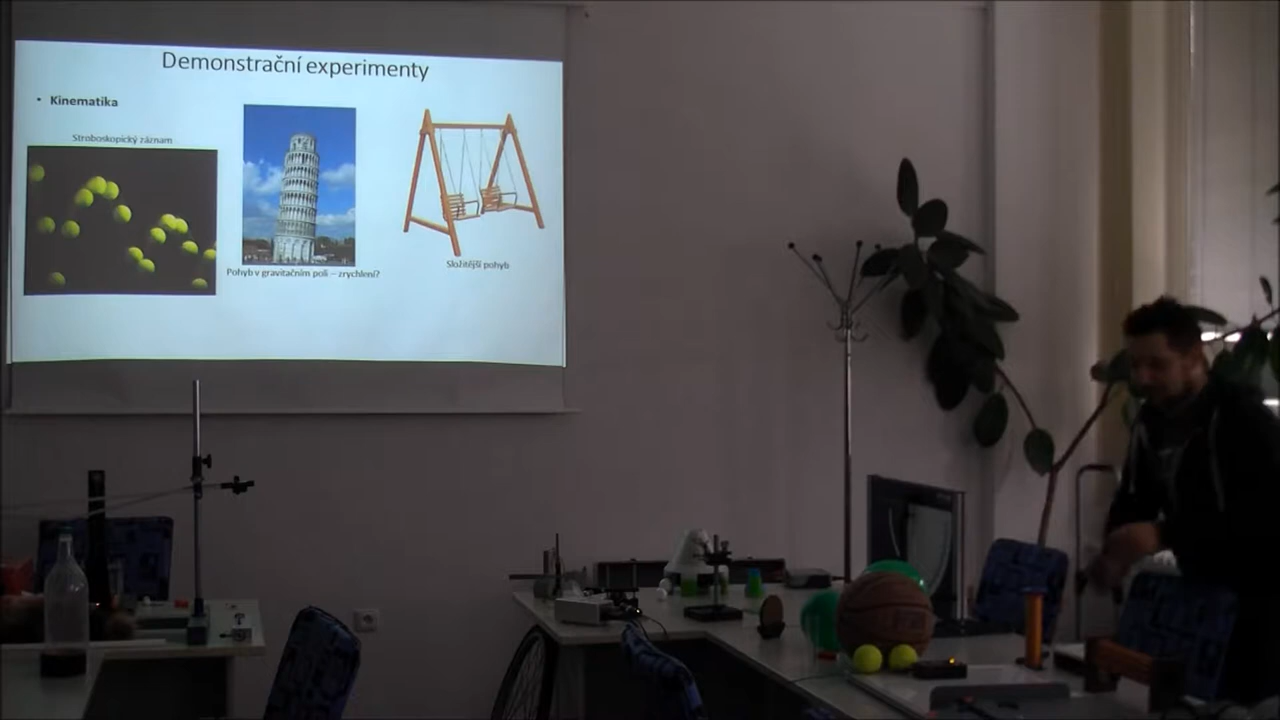 Demonstrační experimenty
• Kinematika
Stroboskopický záznam
Pohyb v gravitačním poli – zrychlení?
Složitější pohyb